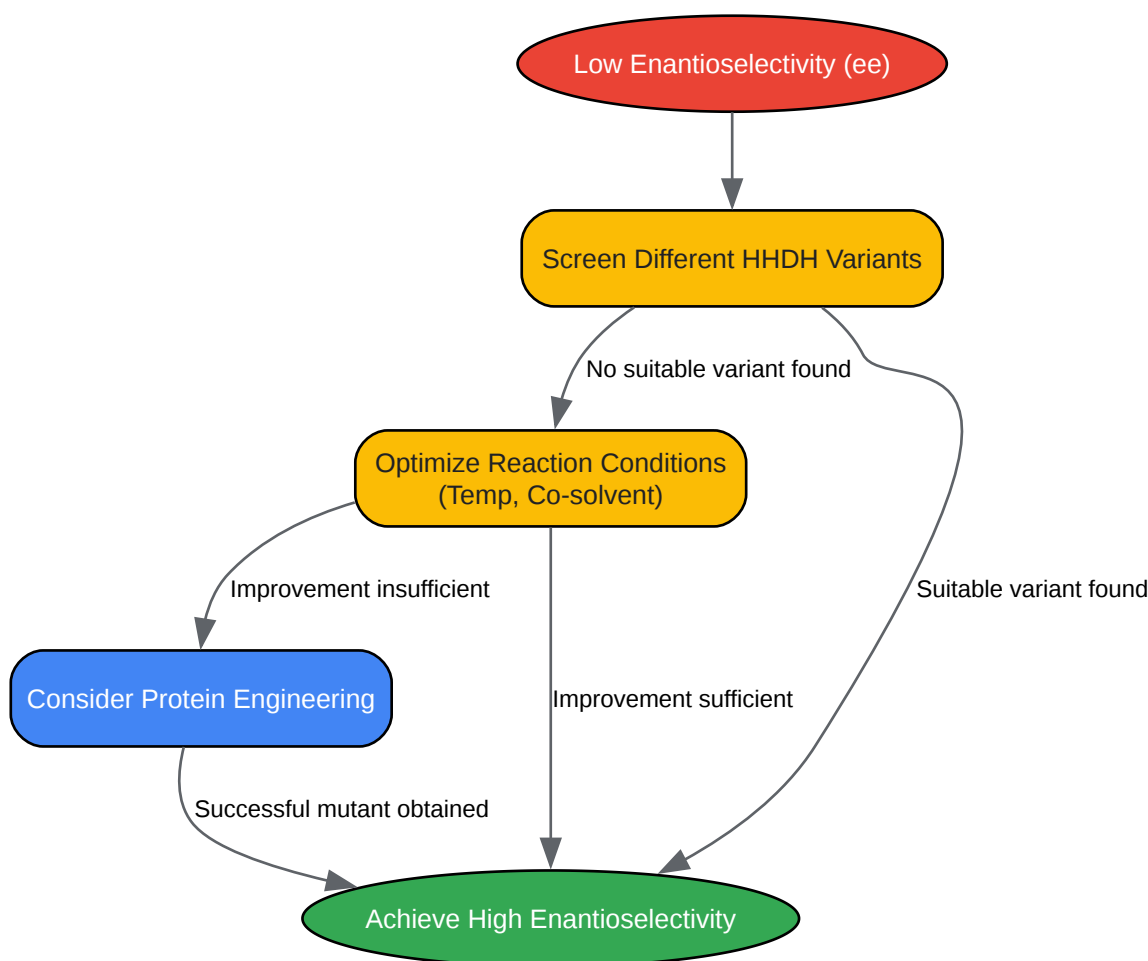 Low Enantioselectivity (ee)
Screen Different HHDH Variants
No suitable variant found
Optimize Reaction Conditions
(Temp, Co-solvent)
Improvement insufficient
Suitable variant found
Consider Protein Engineering
Improvement sufficient
Successful mutant obtained
Achieve High Enantioselectivity